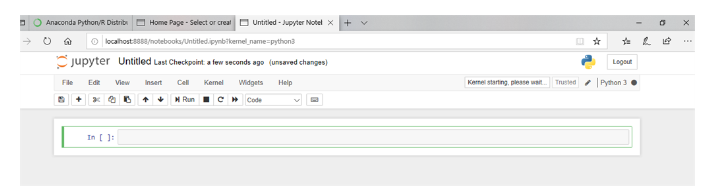 Anaconda Python/R Distribu
Home Page - Select or creat
Untitled - Jupyter Notel
localhost:8888/notebooks/Untitled.ipynb?kernel_name=python3
jupyter Untitled Last Checkpoint: a few seconds ago (unsaved changes)
Logout
File Edit View Insert Cell Kernel Widgets Help
Kernel starting, please wait... Trusted Python 3
Run Code
In [ ]: